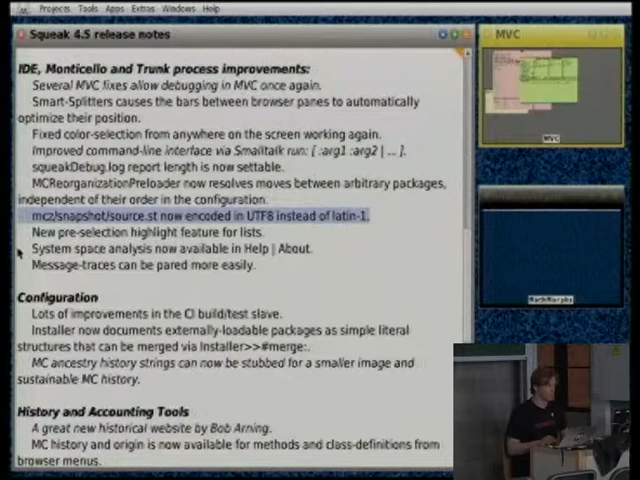 Projects Tools Apps Extras Windows Help
Squeak 4.5 release notes
MVC
IDE, Monticello and Trunk process improvements:
Several MVC fixes allow debugging in MVC once again.
Smart-Splitters causes the bars between browser panes to automatically
optimize their position.
Fixed color-selection from anywhere on the screen working again.
Improved command-line interface via Smalltalk run: [ :arg1 :arg2 | ... ].
squeakDebug.log report length is now settable.
MCReorganizationPreloader now resolves moves between arbitrary packages,
independent of their order in the configuration.
mcz/snapshot/source.st now encoded in UTF8 instead of latin-1.
New pre-selection highlight feature for lists.
System space analysis now available in Help | About.
Message-traces can be pared more easily.
MVC
MathMorphs
Configuration
Lots of improvements in the CI build/test slave.
Installer now documents externally-loadable packages as simple literal
structures that can be merged via Installer>>#merge:.
MC ancestry history strings can now be stubbed for a smaller image and
sustainable MC history.
History and Accounting Tools
A great new historical website by Bob Arning.
MC history and origin is now available for methods and class-definitions from
browser menus.